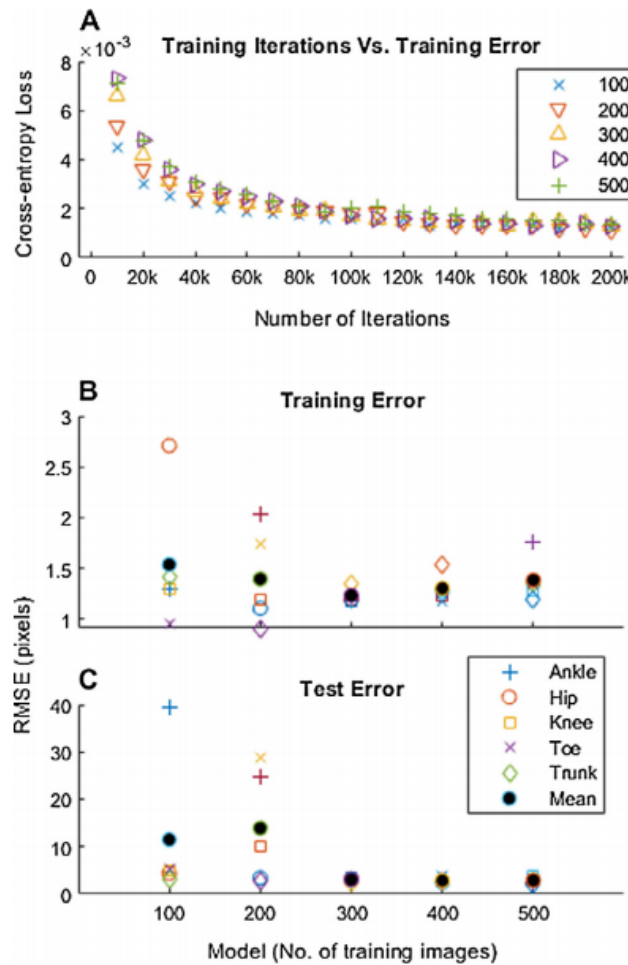 A
× 10⁻³
Training Iterations Vs. Training Error
8
6
4
2
0
Cross-entropy Loss
100
200
300
400
500
0 20k 40k 60k 80k 100k 120k 140k 160k 180k 200k
Number of Iterations
B
Training Error
3
2.5
2
1.5
1
RMSE (pixels)
C
Test Error
40
30
20
10
0
Ankle
Hip
Knee
Toe
Trunk
Mean
100 200 300 400 500
Model (No. of training images)